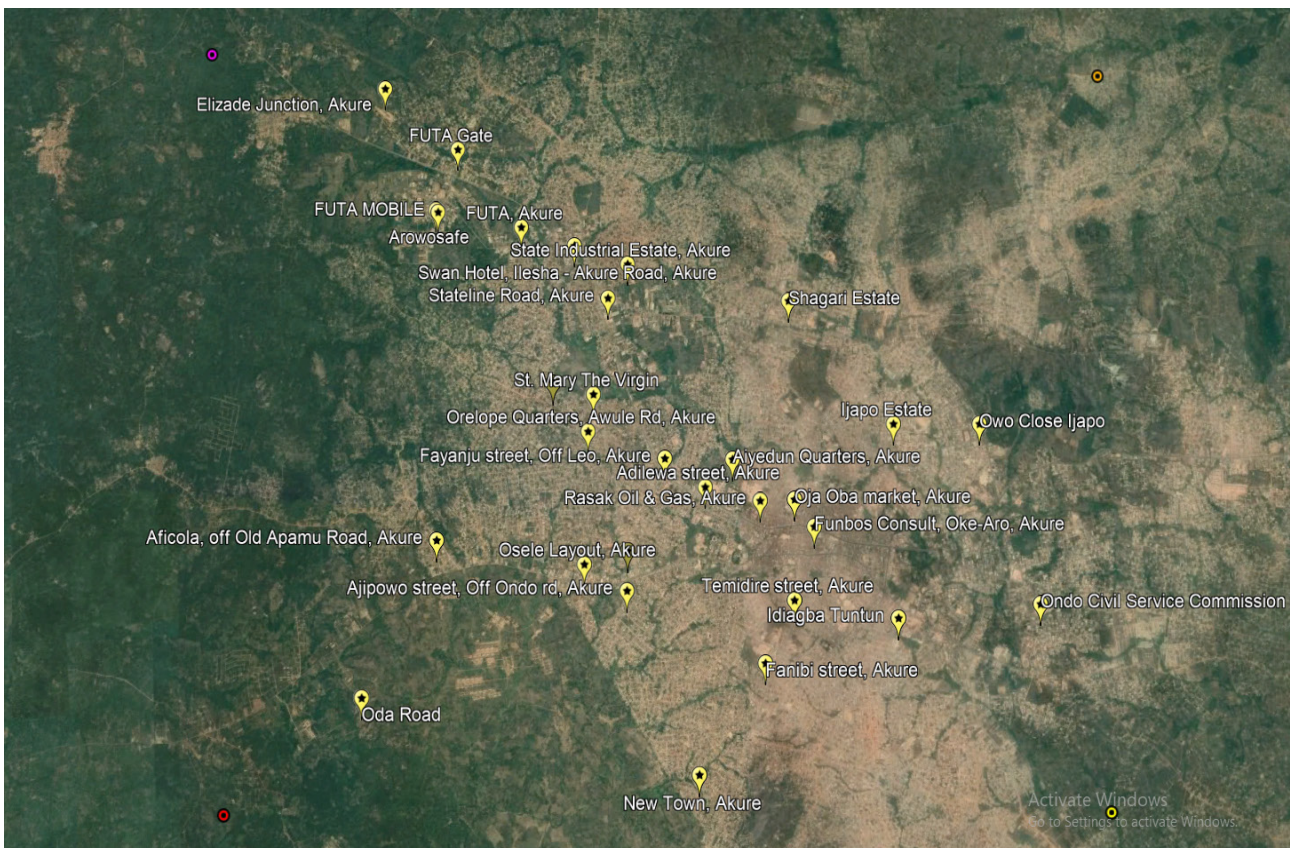 Elizade Junction, Akure
FUTA Gate
FUTA MOBILE
FUTA, Akure
Arowosafe
State Industrial Estate, Akure
Swan Hotel, Ilesha - Akure Road, Akure
Stateline Road, Akure
Shagari Estate
St. Mary The Virgin
Orelope Quarters, Awule Rd, Akure
Ijapo Estate
Owo Close Ijapo
Fayanju street, Off Leo, Akure
Aiyedun Quarters, Akure
Adilewa street, Akure
Rasak Oil & Gas, Akure
Oja Oba market, Akure
Funbos Consult, Oke-Aro, Akure
Aficola, off Old Apamu Road, Akure
Osele Layout, Akure
Ajipowo street, Off Ondo rd, Akure
Temidire street, Akure
Idiagba Tuntun
Ondo Civil Service Commission
Fanibi street, Akure
Oda Road
New Town, Akure
Activate Windows
Go to Settings to activate Windows.